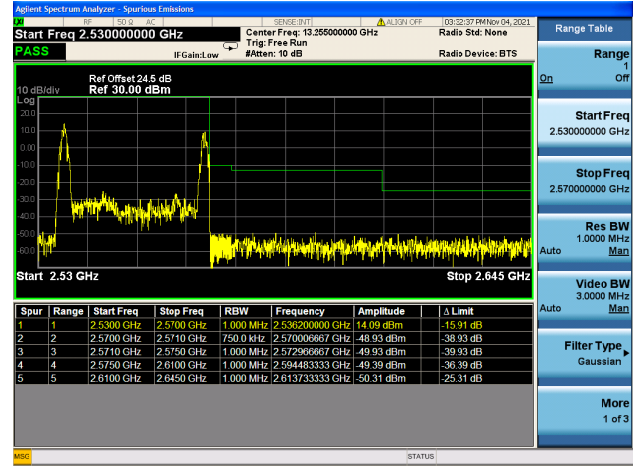 Agilent Spectrum Analyzer - Spurious Emissions
LXI RF 50 Ω AC SENSE:INT ALIGN OFF 03:32:37 PM Nov 04, 2021
Start Freq 2.530000000 GHz Center Freq: 13.255000000 GHz Radio Std: None
PASS Trig: Free Run
IFGain:Low #Atten: 10 dB Radio Device: BTS
Ref Offset 24.5 dB
10 dB/div Ref 30.00 dBm
Log
20.0
10.0
0.00
-10.0
-20.0
-30.0
-40.0
-50.0
-60.0
Start 2.53 GHz Stop 2.645 GHz
Spur Range Start Freq Stop Freq RBW Frequency Amplitude Δ Limit
1 1 2.5300 GHz 2.5700 GHz 1.000 MHz 2.536200000 GHz 14.09 dBm -15.91 dB
2 2 2.5700 GHz 2.5710 GHz 750.0 kHz 2.570006667 GHz -48.93 dBm -38.93 dB
3 3 2.5710 GHz 2.5750 GHz 1.000 MHz 2.572966667 GHz -49.93 dBm -39.93 dB
4 4 2.5750 GHz 2.6100 GHz 1.000 MHz 2.594483333 GHz -49.39 dBm -36.39 dB
5 5 2.6100 GHz 2.6450 GHz 1.000 MHz 2.613733333 GHz -50.31 dBm -25.31 dB
MSG STATUS
Range Table
Range
1
On Off
Start Freq
2.530000000 GHz
Stop Freq
2.570000000 GHz
Res BW
1.0000 MHz
Auto Man
Video BW
3.0000 MHz
Auto Man
Filter Type
Gaussian
More
1 of 3